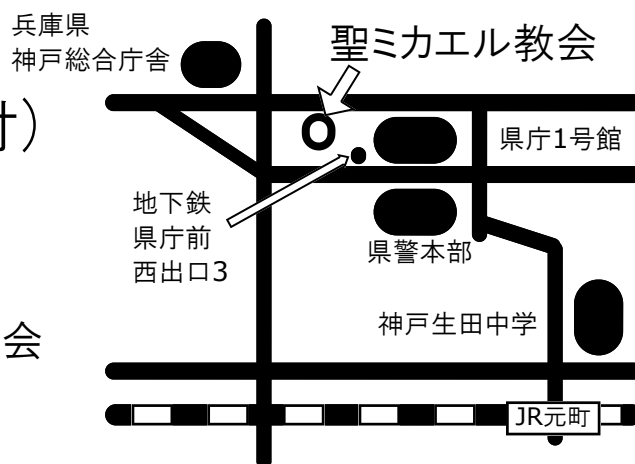 兵庫県
神戸総合庁舎
聖ミカエル教会
付）
県庁1号館
地下鉄
県庁前
西出口3
県警本部
神戸生田中学
会
JR元町